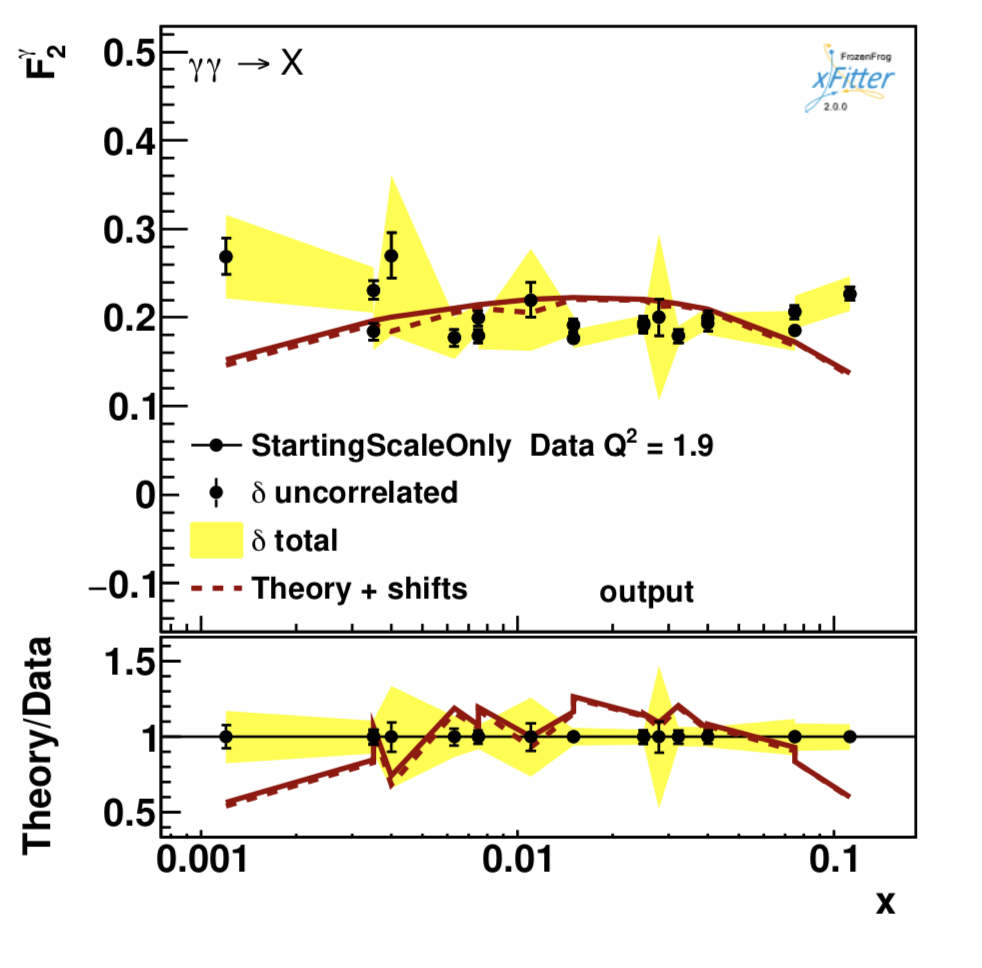 F₂^γ
0.5
γγ → X
FrozenFrog
xFitter
2.0.0
0.4
0.3
0.2
0.1
StartingScaleOnly Data Q² = 1.9
0
δ uncorrelated
δ total
−0.1
Theory + shifts
output
Theory/Data
1.5
1
0.5
0.001
0.01
0.1
x